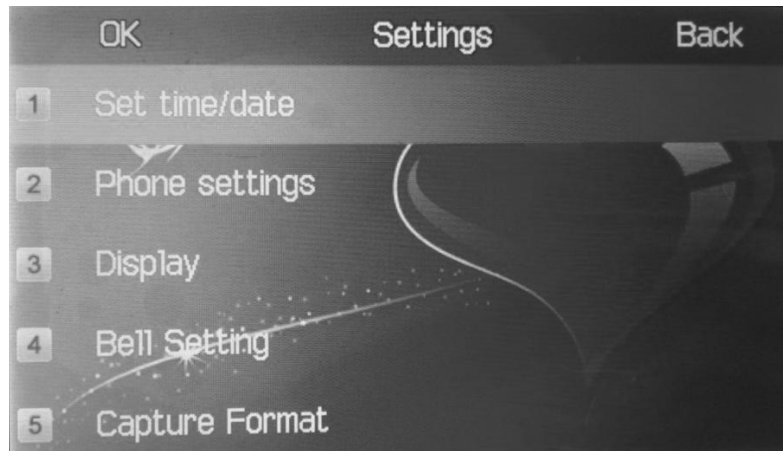 OK Settings Back
1 Set time/date
2 Phone settings
3 Display
4 Bell Setting
5 Capture Format